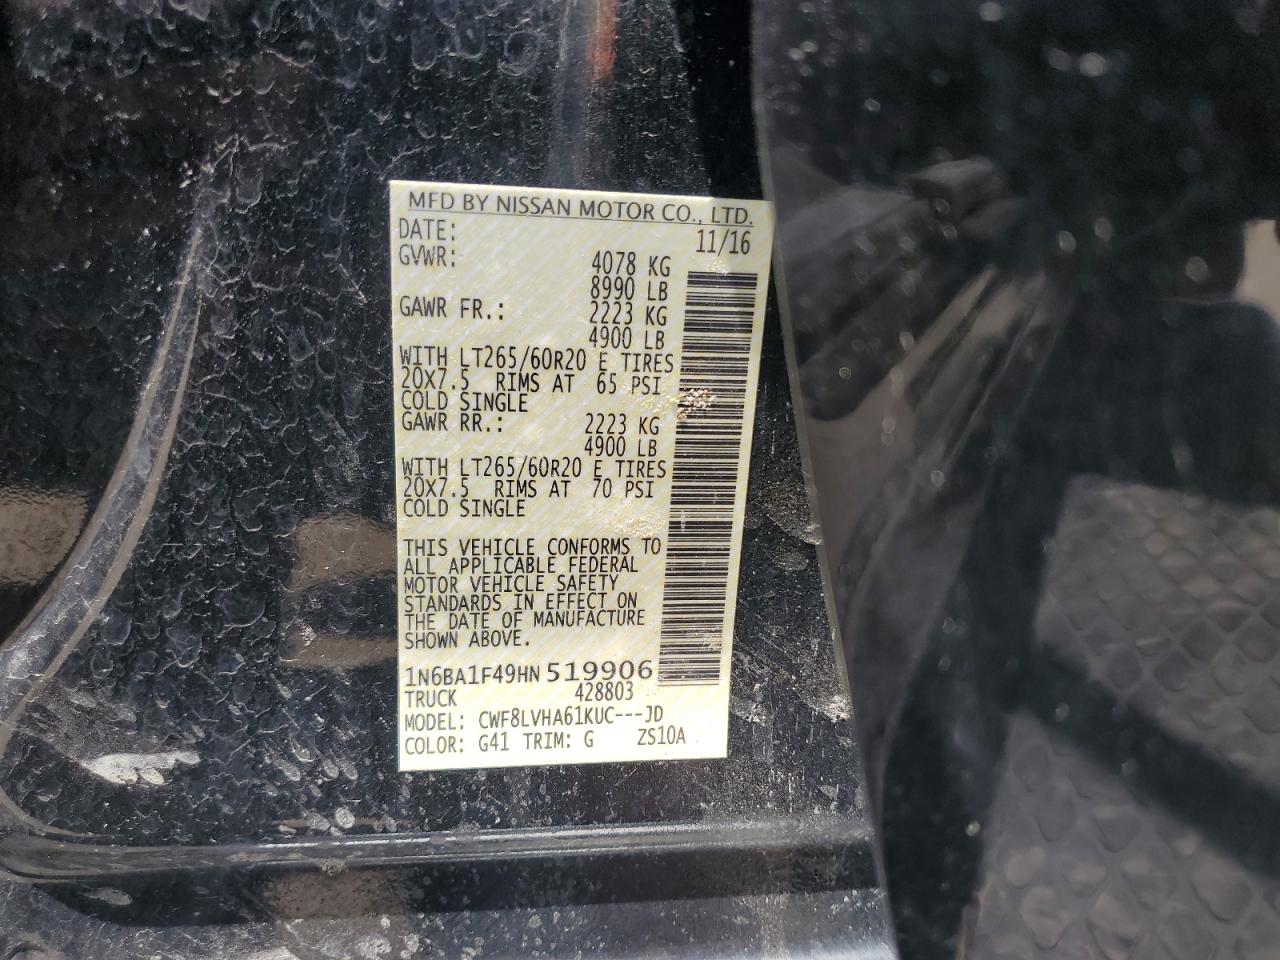 MFD BY NISSAN MOTOR CO., LTD.
DATE: 11/16
GVWR: 4078 KG
8990 LB
GAWR FR.: 2223 KG
4900 LB
WITH LT265/60R20 E TIRES
20X7.5 RIMS AT 65 PSI
COLD SINGLE
GAWR RR.: 2223 KG
4900 LB
WITH LT265/60R20 E TIRES
20X7.5 RIMS AT 70 PSI
COLD SINGLE
THIS VEHICLE CONFORMS TO
ALL APPLICABLE FEDERAL
MOTOR VEHICLE SAFETY
STANDARDS IN EFFECT ON
THE DATE OF MANUFACTURE
SHOWN ABOVE.
1N6BA1F49HN519906
TRUCK 428803
MODEL: CWF8LVHA61KUC---JD
COLOR: G41 TRIM: G ZS10A